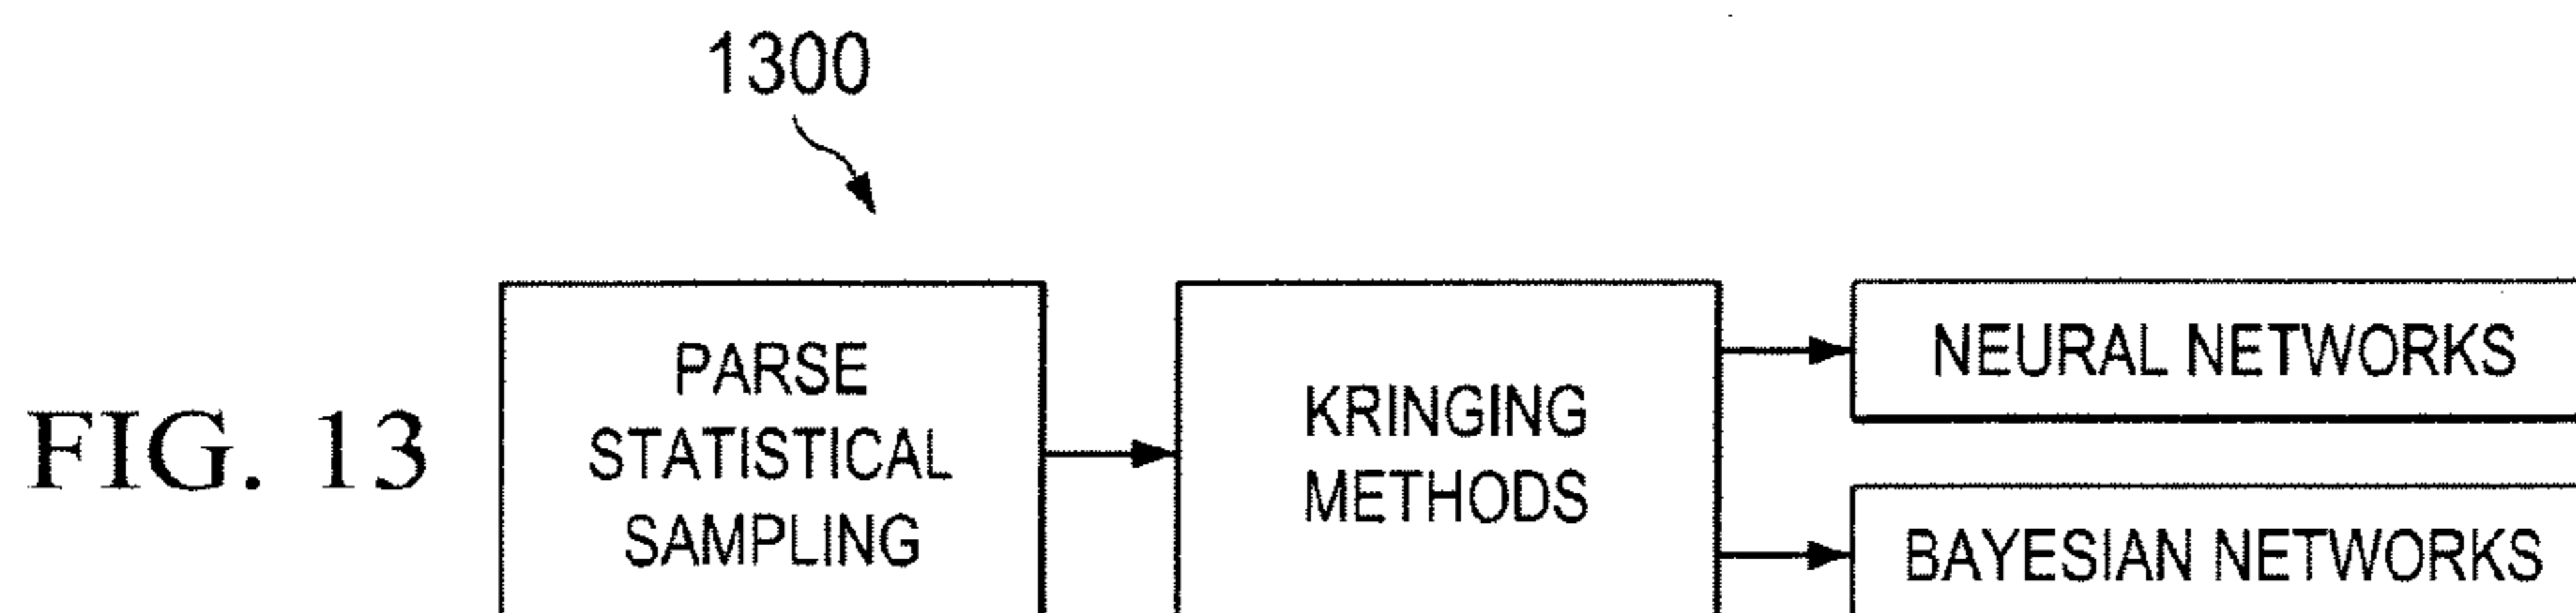 1300
FIG. 13
PARSE
STATISTICAL
SAMPLING
KRINGING
METHODS
NEURAL NETWORKS
BAYESIAN NETWORKS